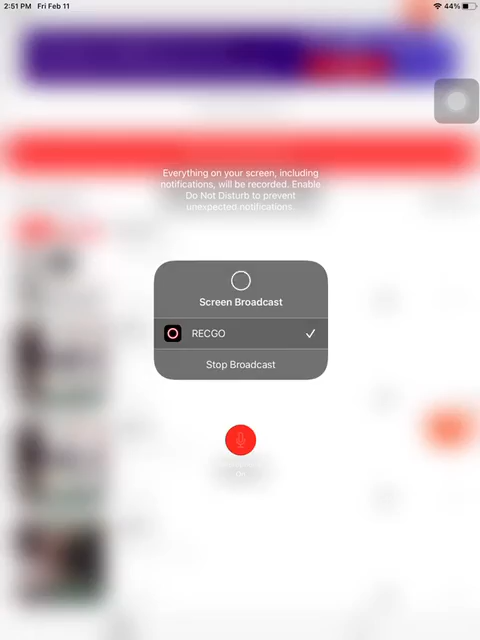 2:51 PM Fri Feb 11
44%
Everything on your screen, including
notifications, will be recorded. Enable
Do Not Disturb to prevent
unexpected notifications.
Screen Broadcast
RECGO
Stop Broadcast